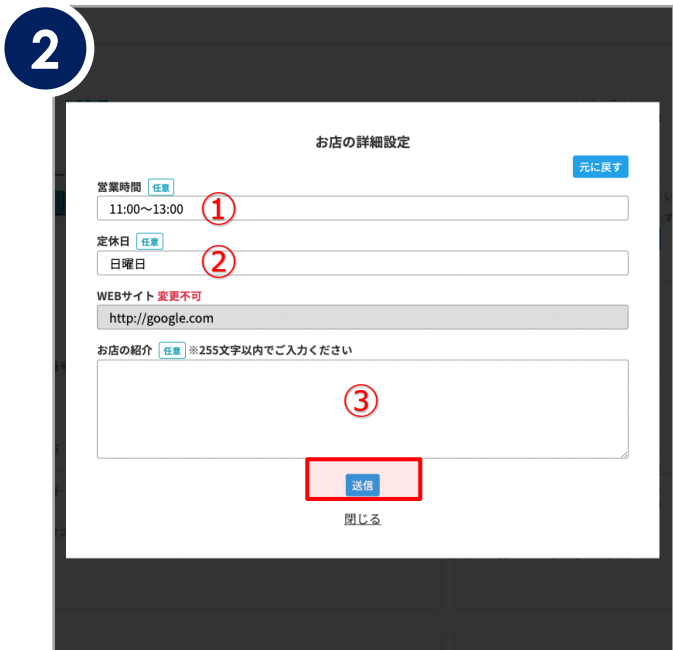 2
お店の詳細設定
元に戻す
営業時間 任意
11:00〜13:00 ①
定休日 任意
日曜日 ②
WEBサイト 変更不可
http://google.com
お店の紹介 任意 ※255文字以内でご入力ください
③
送信
閉じる